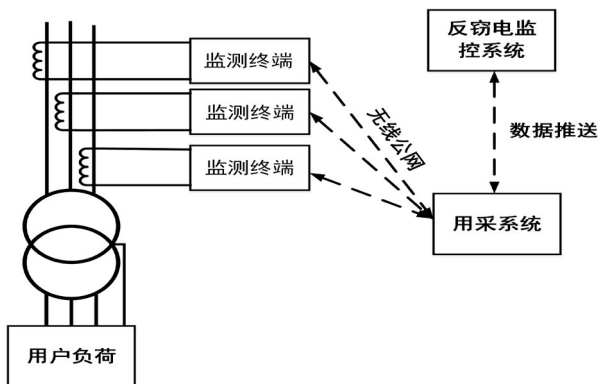 监测终端
监测终端
监测终端
无线公网
反窃电监
控系统
数据推送
用采系统
用户负荷